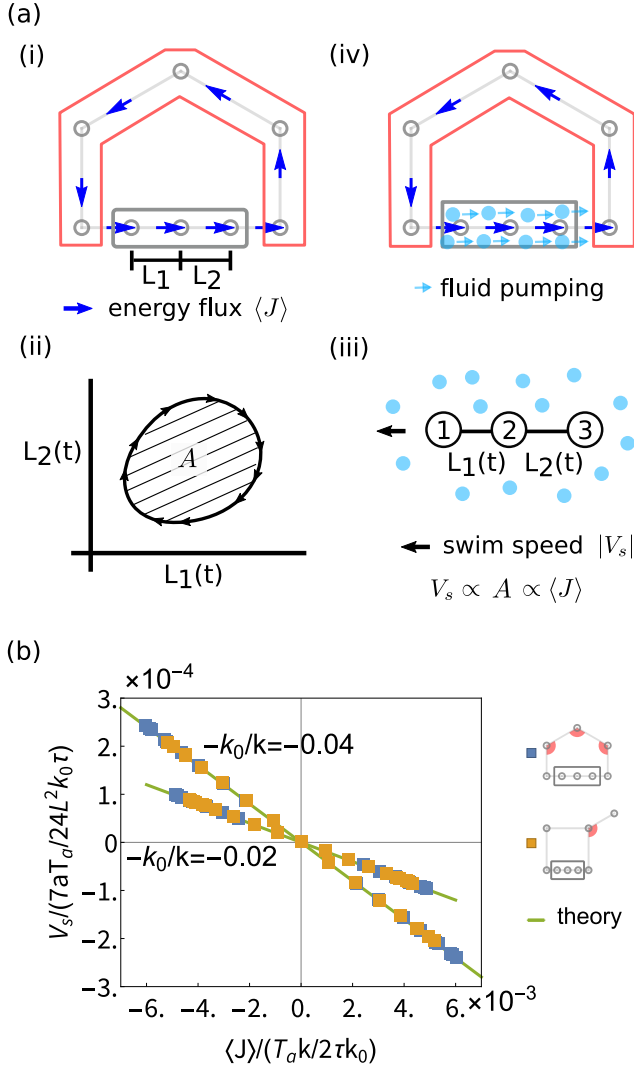 (a)
(i)
(iv)
L₁ L₂
energy flux ⟨J⟩
fluid pumping
(ii)
(iii)
L₂(t)
A
L₁(t)
1 2 3
L₁(t) L₂(t)
swim speed |Vₛ|
Vₛ ∝ A ∝ ⟨J⟩
(b)
×10⁻⁴
3.
2.
1.
0
−1.
−2.
−3.
−k₀/k=−0.04
−k₀/k=−0.02
Vₛ/(7aTₐ/24L²k₀τ)
−6. −4. −2. 0. 2. 4. 6. ×10⁻³
⟨J⟩/(Tₐk/2τk₀)
theory